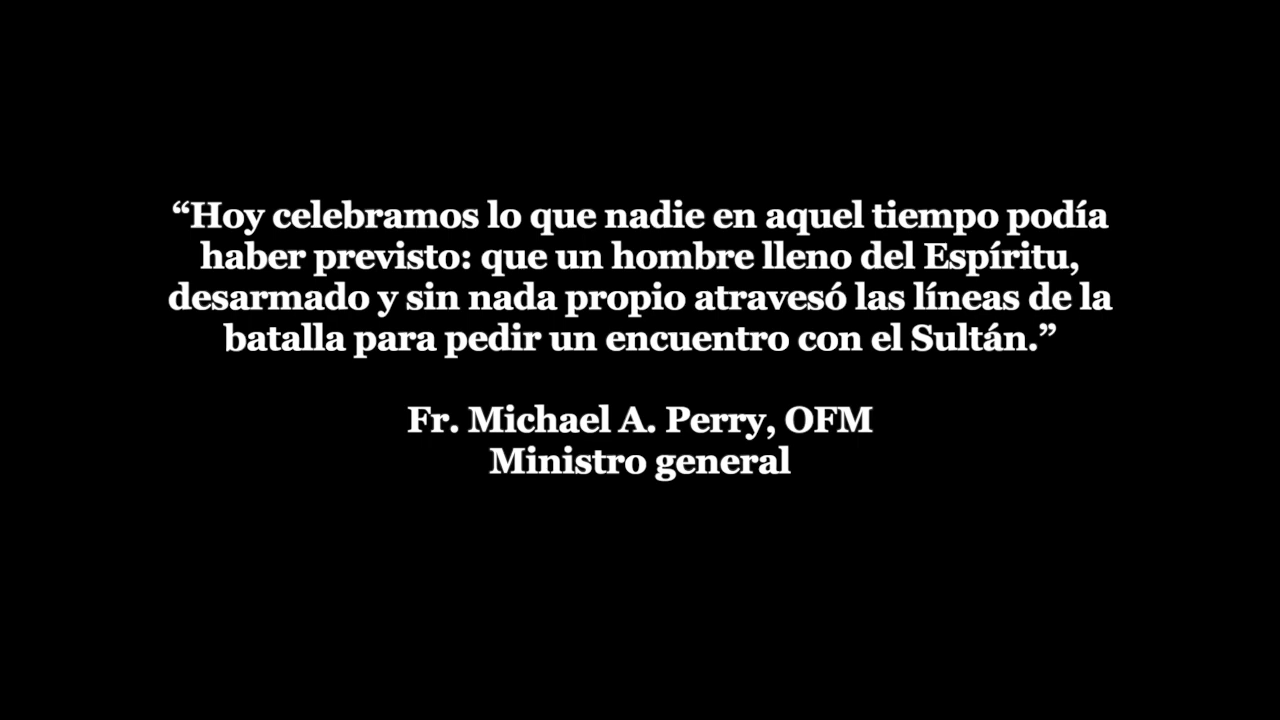 “Hoy celebramos lo que nadie en aquel tiempo podía
haber previsto: que un hombre lleno del Espíritu,
desarmado y sin nada propio atravesó las líneas de la
batalla para pedir un encuentro con el Sultán.”
Fr. Michael A. Perry, OFM
Ministro general